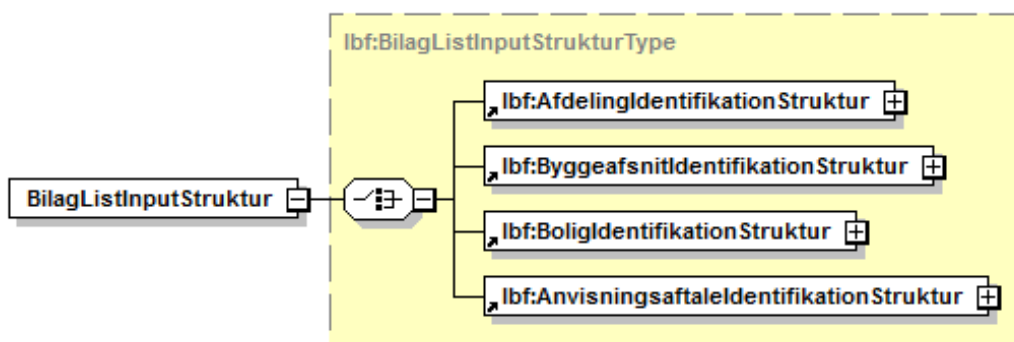 lbf:BilagListInputStrukturType
lbf:AfdelingIdentifikationStruktur
lbf:ByggeafsnitIdentifikationStruktur
BilagListInputStruktur
lbf:BoligIdentifikationStruktur
lbf:AnvisningsaftaleIdentifikationStruktur